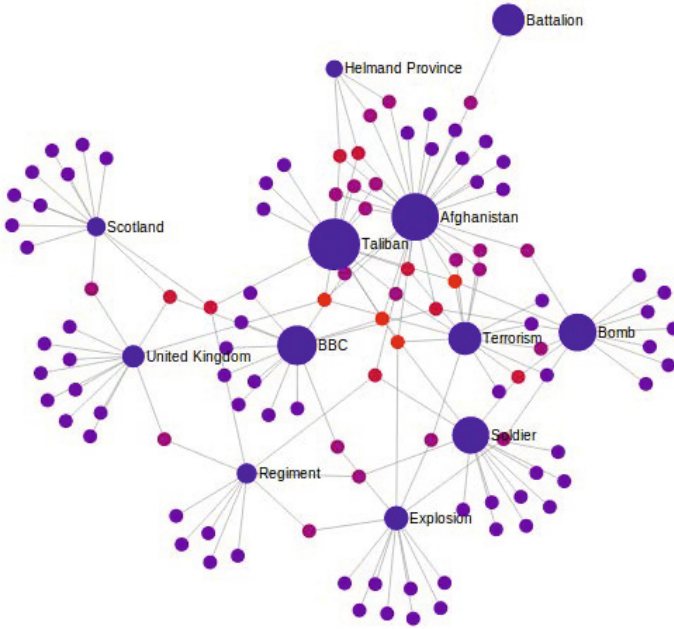 Battalion
Helmand Province
Afghanistan
Scotland
Taliban
Terrorism
Bomb
BBC
United Kingdom
Soldier
Regiment
Explosion